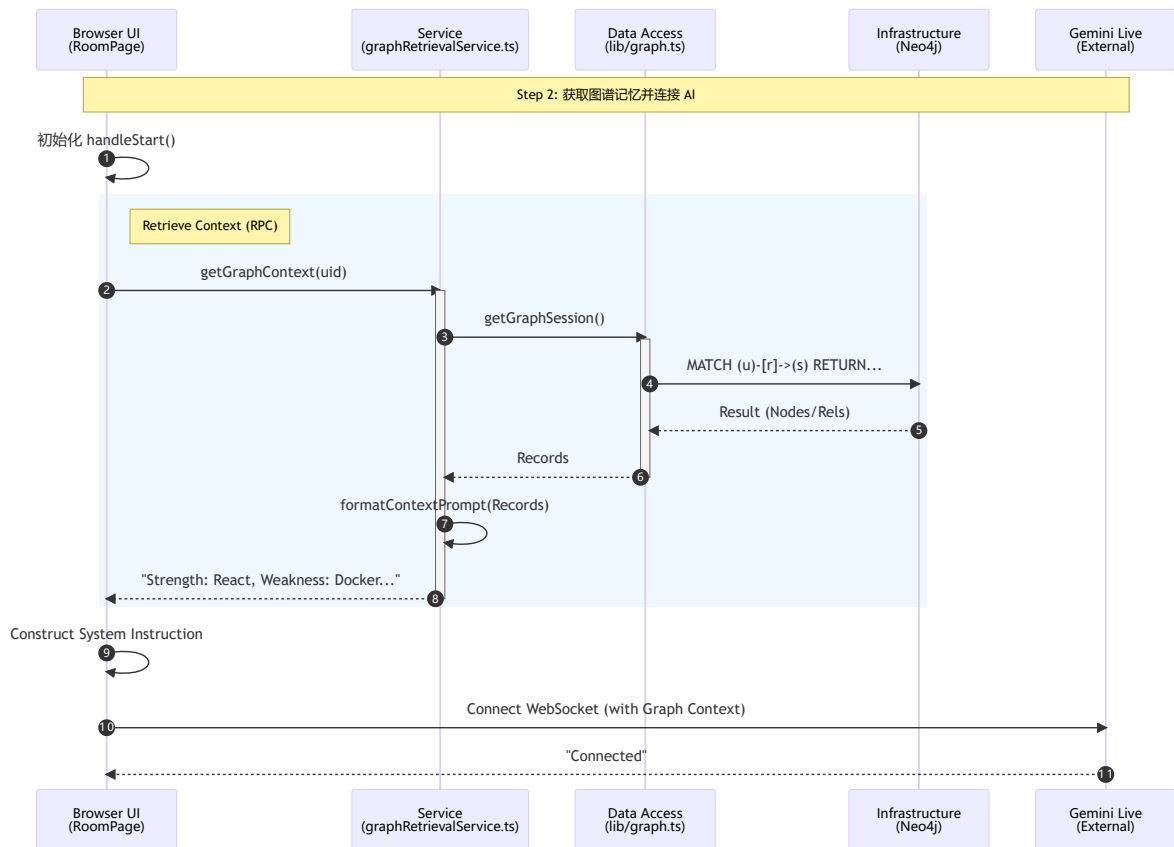 Browser UI
(RoomPage)
Service
(graphRetrievalService.ts)
Data Access
(lib/graph.ts)
Infrastructure
(Neo4j)
Gemini Live
(External)
Step 2: 获取图谱记忆并连接 AI
初始化 handleStart()
1
Retrieve Context (RPC)
getGraphContext(uid)
2
getGraphSession()
3
MATCH (u)-[r]->(s) RETURN...
4
Result (Nodes/Rels)
5
Records
6
formatContextPrompt(Records)
7
"Strength: React, Weakness: Docker..."
8
Construct System Instruction
9
Connect WebSocket (with Graph Context)
10
"Connected"
11
Browser UI
(RoomPage)
Service
(graphRetrievalService.ts)
Data Access
(lib/graph.ts)
Infrastructure
(Neo4j)
Gemini Live
(External)